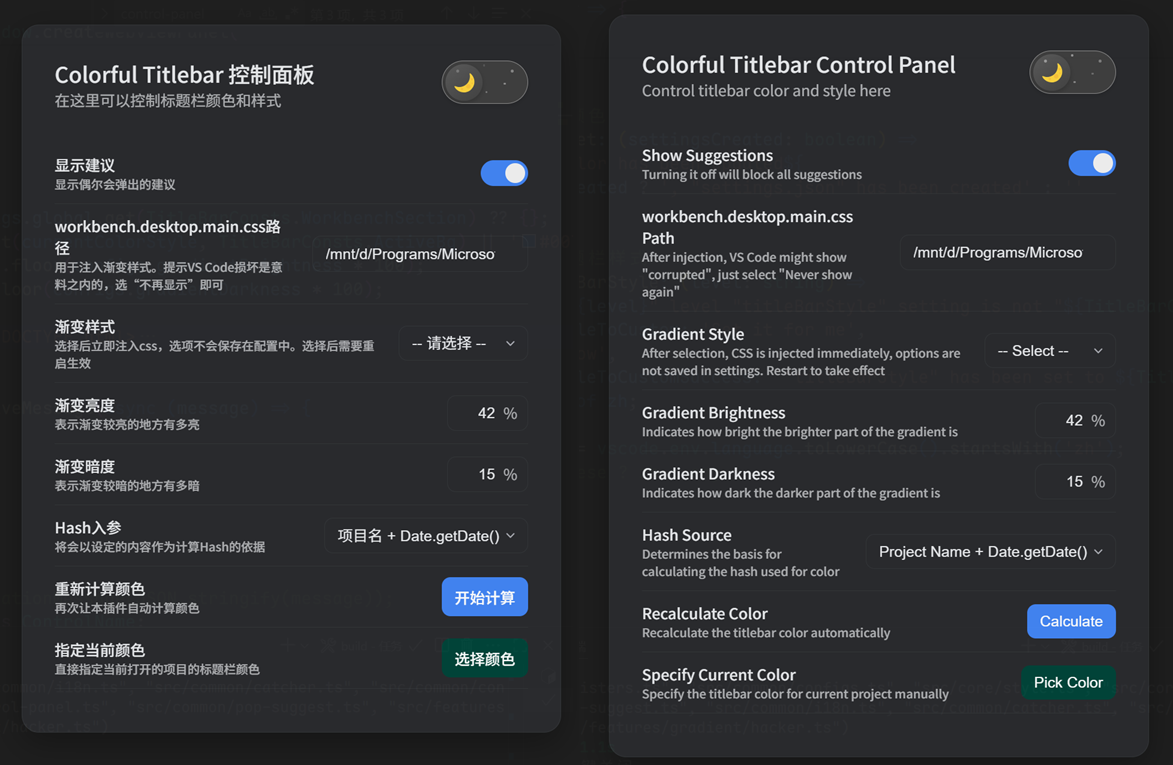 Colorful Titlebar 控制面板
在这里可以控制标题栏颜色和样式
显示建议
显示偶尔会弹出的建议
workbench.desktop.main.css路
径
用于注入渐变样式。提示VS Code损坏是意
料之内的，选“不再显示”即可
/mnt/d/Programs/Microso
渐变样式
选择后立即注入css，选项不会保存在配置中。选择后需要重
启生效
-- 请选择 --
渐变亮度
表示渐变较亮的地方有多亮
42 %
渐变暗度
表示渐变较暗的地方有多暗
15 %
Hash入参
将会以设定的内容作为计算Hash的依据
项目名 + Date.getDate()
重新计算颜色
再次让本插件自动计算颜色
开始计算
指定当前颜色
直接指定当前打开的项目的标题栏颜色
选择颜色
Colorful Titlebar Control Panel
Control titlebar color and style here
Show Suggestions
Turning it off will block all suggestions
workbench.desktop.main.css
Path
After injection, VS Code might show
"corrupted", just select "Never show
again"
/mnt/d/Programs/Microso
Gradient Style
After selection, CSS is injected immediately, options are
not saved in settings. Restart to take effect
-- Select --
Gradient Brightness
Indicates how bright the brighter part of the gradient is
42 %
Gradient Darkness
Indicates how dark the darker part of the gradient is
15 %
Hash Source
Determines the basis for
calculating the hash used for color
Project Name + Date.getDate()
Recalculate Color
Recalculate the titlebar color automatically
Calculate
Specify Current Color
Specify the titlebar color for current project manually
Pick Color